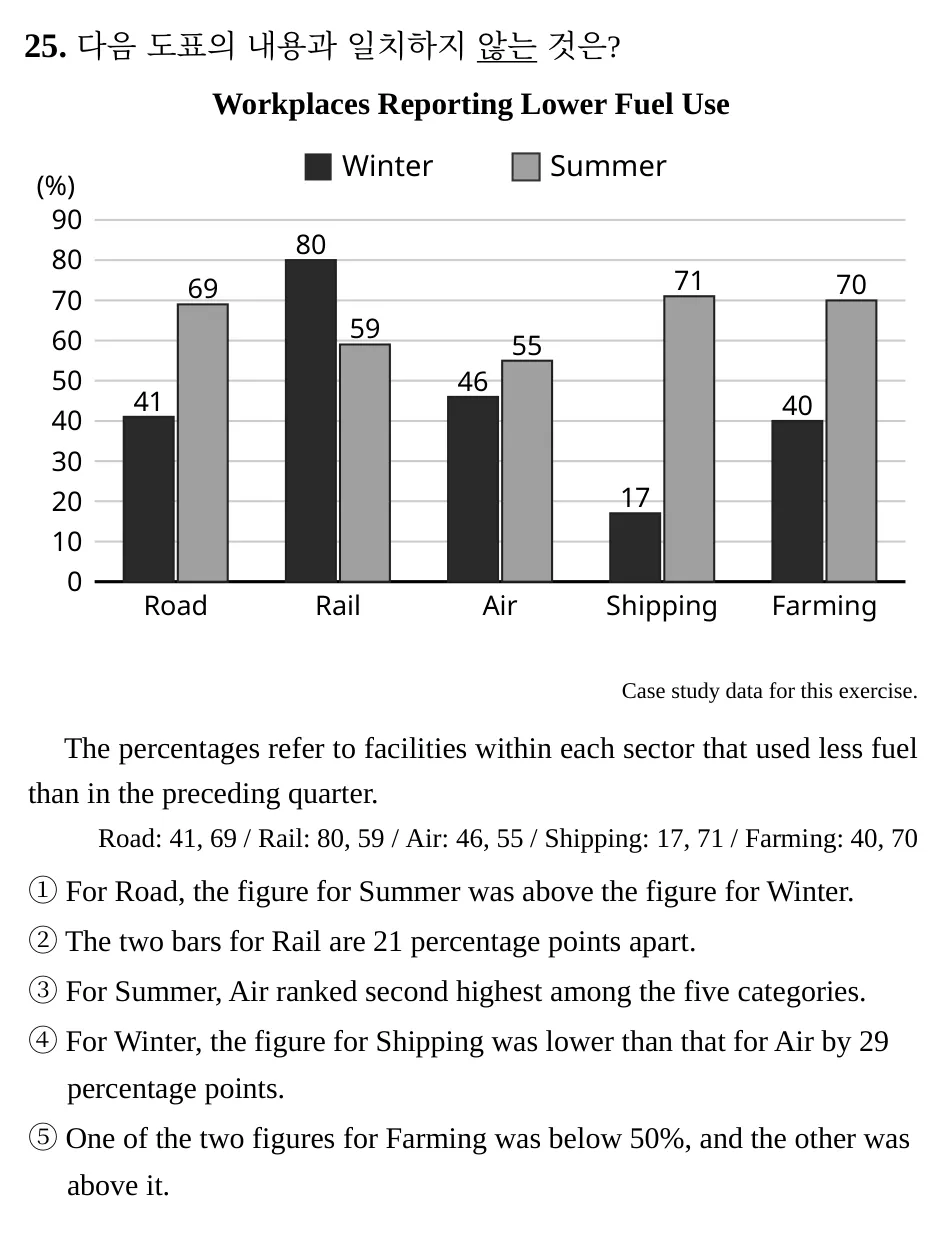 25. 다음 도표의 내용과 일치하지 않는 것은?
Workplaces Reporting Lower Fuel Use
Winter Summer
(%)
90
80
70
60
50
40
30
20
10
0
41 69 80 59 46 55 17 71 40 70
Road Rail Air Shipping Farming
Case study data for this exercise.
The percentages refer to facilities within each sector that used less fuel
than in the preceding quarter.
Road: 41, 69 / Rail: 80, 59 / Air: 46, 55 / Shipping: 17, 71 / Farming: 40, 70
① For Road, the figure for Summer was above the figure for Winter.
② The two bars for Rail are 21 percentage points apart.
③ For Summer, Air ranked second highest among the five categories.
④ For Winter, the figure for Shipping was lower than that for Air by 29
percentage points.
⑤ One of the two figures for Farming was below 50%, and the other was
above it.